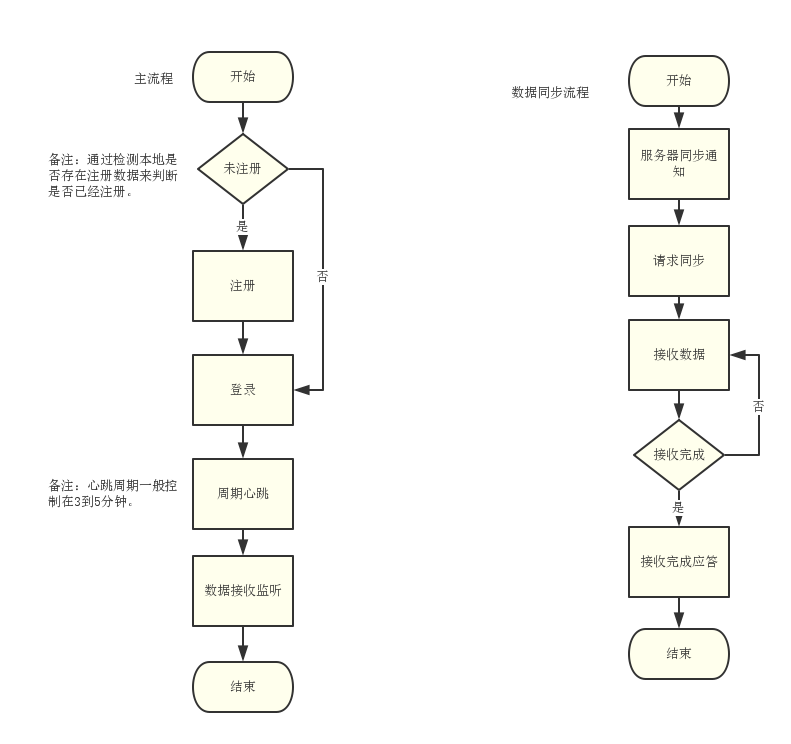 主流程
开始
备注：通过检测本地是
否存在注册数据来判断
是否已经注册。
未注册
是
否
注册
登录
备注：心跳周期一般控
制在3到5分钟。
周期心跳
数据接收监听
结束
数据同步流程
开始
服务器同步通
知
请求同步
接收数据
否
接收完成
是
接收完成应答
结束